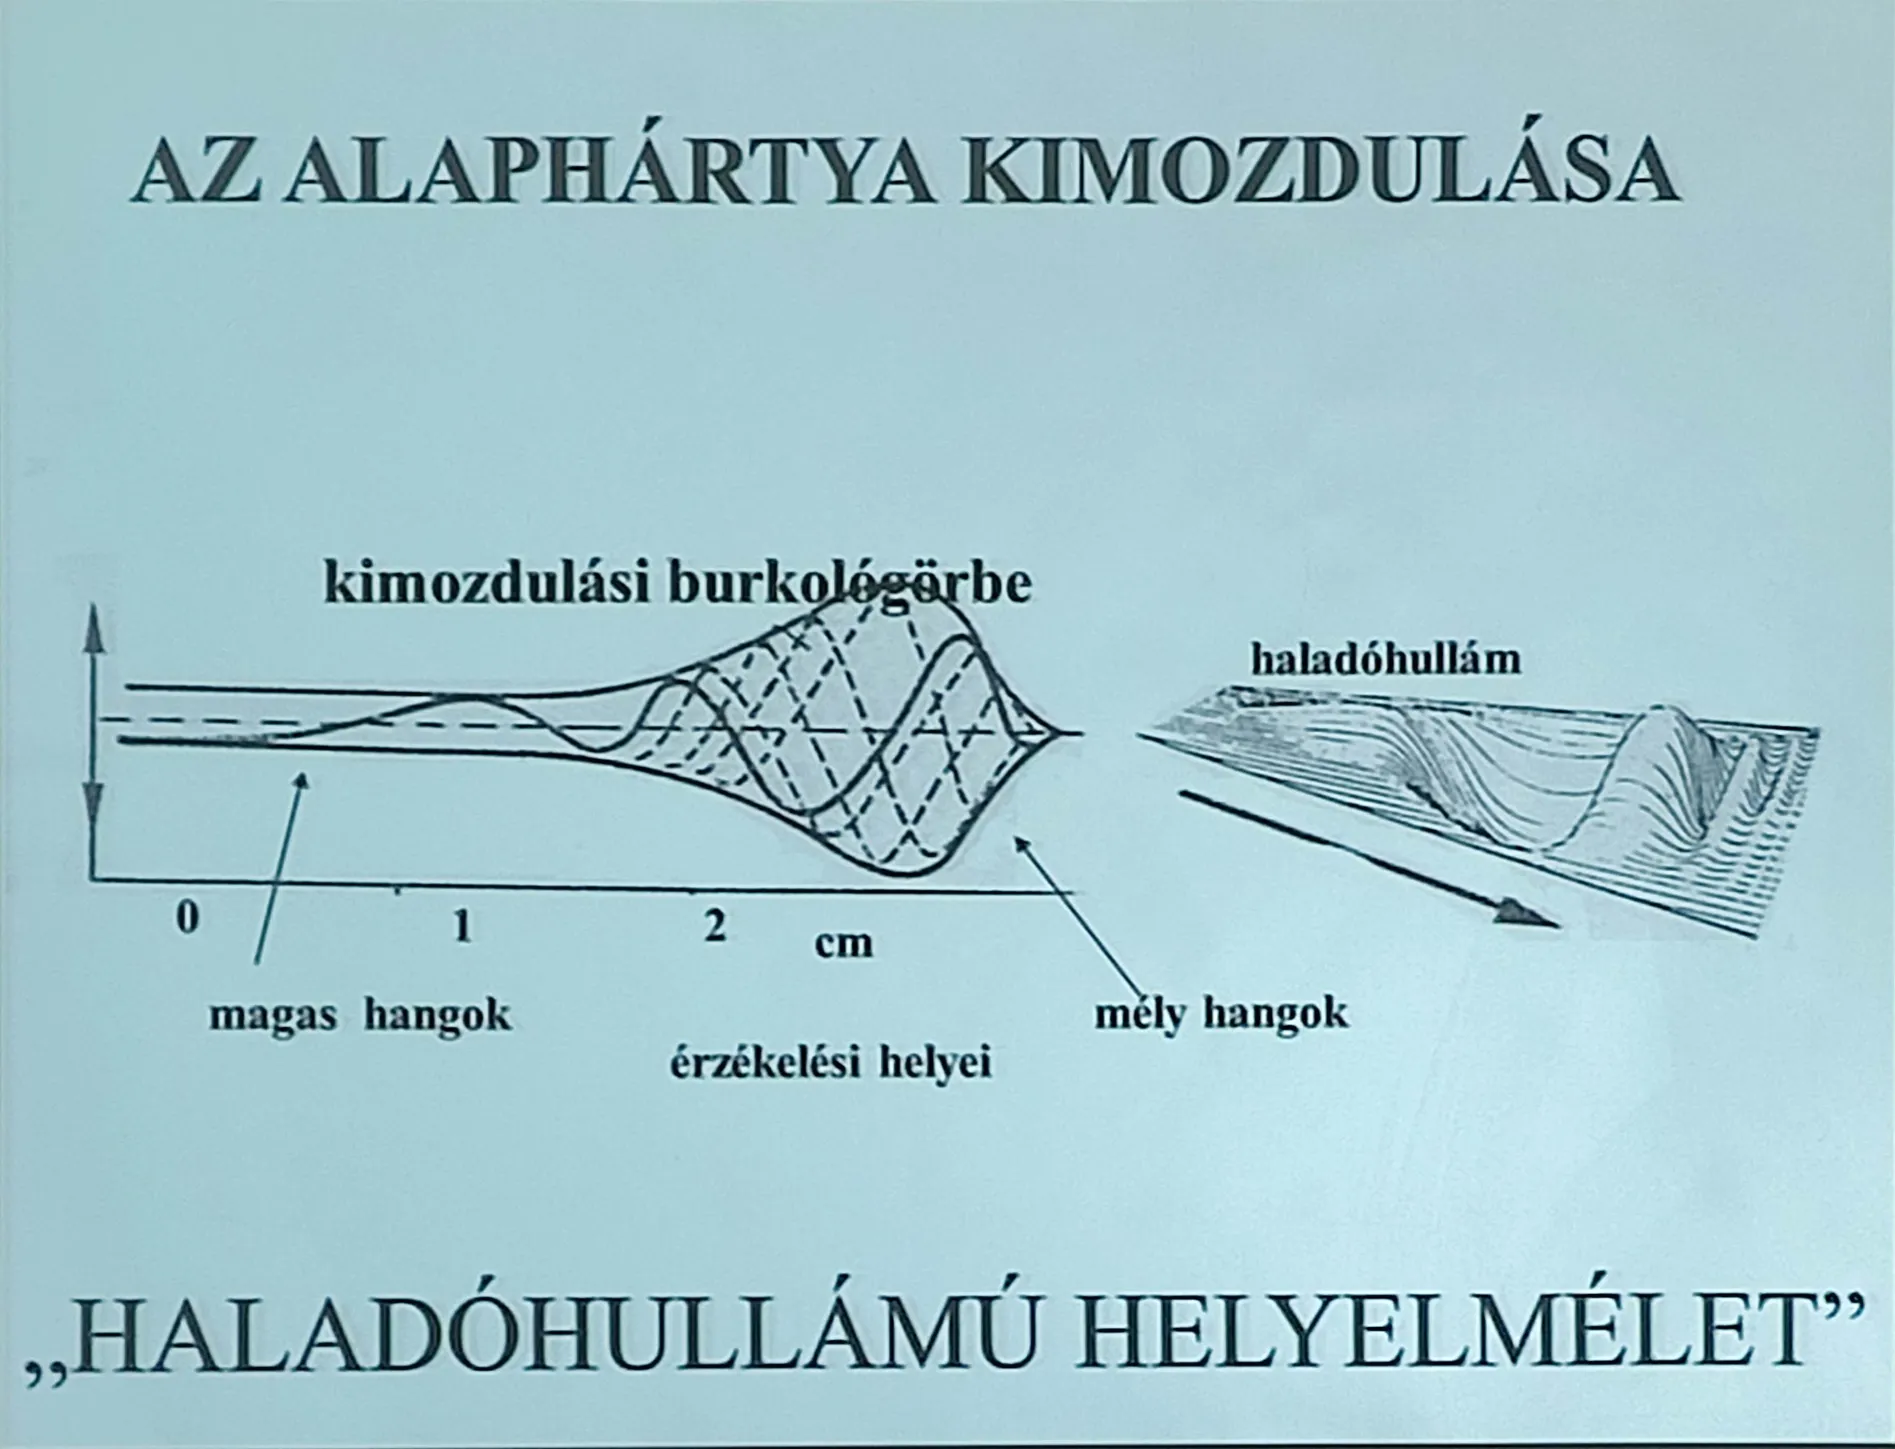 AZ ALAPHÁRTYA KIMOZDULÁSA
kimozdulási burkológörbe
haladóhullám
0 1 2 cm
magas hangok
mély hangok
érzékelési helyei
„HALADÓHULLÁMÚ HELYELMÉLET”